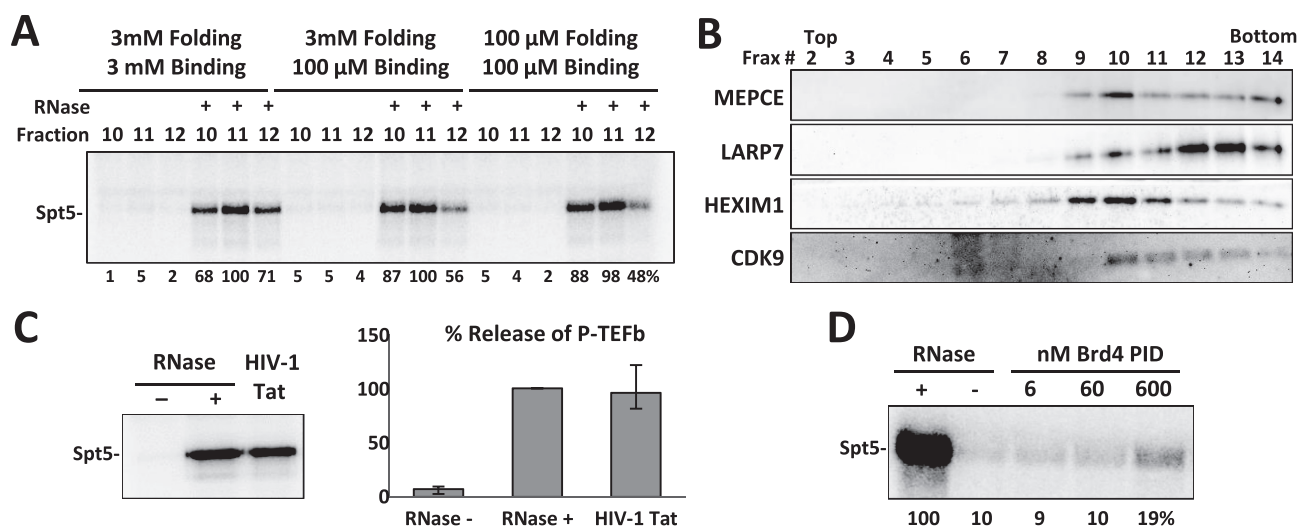 A
3mM Folding 3mM Folding 100 µM Folding
3 mM Binding 100 µM Binding 100 µM Binding
RNase + + + + + + + + +
Fraction 10 11 12 10 11 12 10 11 12 10 11 12 10 11 12 10 11 12
Spt5-
1 5 2 68 100 71 5 5 4 87 100 56 5 4 2 88 98 48%
B
Top Bottom
Frax # 2 3 4 5 6 7 8 9 10 11 12 13 14
MEPCE
LARP7
HEXIM1
CDK9
C
RNase HIV-1
– + Tat
Spt5-
% Release of P-TEFb
150
100
50
0
RNase - RNase + HIV-1 Tat
D
RNase nM Brd4 PID
+ - 6 60 600
Spt5-
100 10 9 10 19%